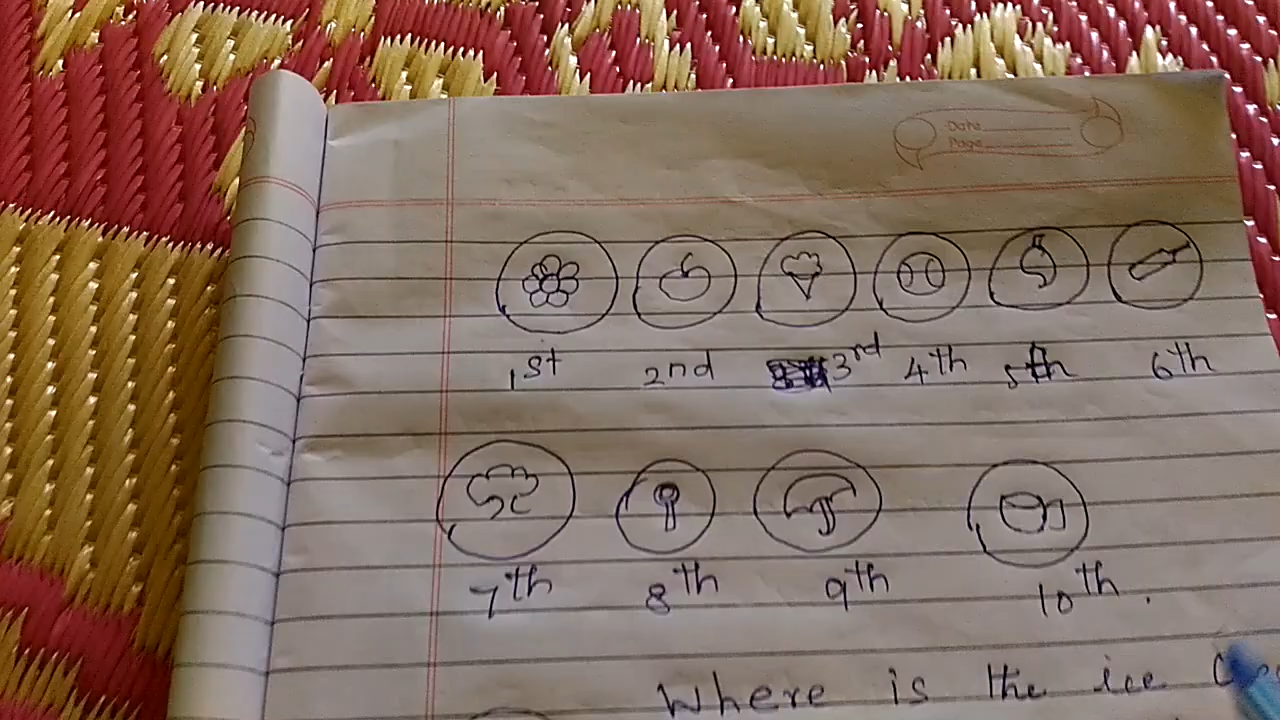 Date
Page
1st 2nd 3rd 4th 5th 6th
7th 8th 9th 10th.
Where is the ice